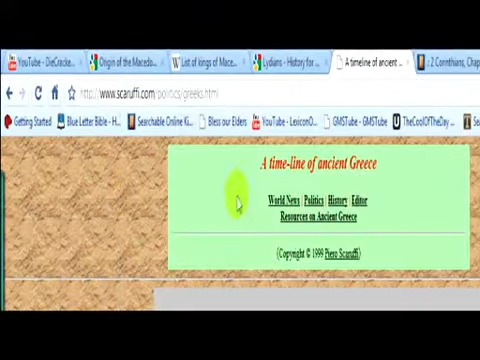 YouTube - DieCracke...
Origin of the Macedo...
List of kings of Mace...
Lydians - History for ...
A timeline of ancient ...
: 2 Corinthians, Chap
http://www.scaruffi.com/politics/greeks.html
Getting Started
Blue Letter Bible - H...
Searchable Online Ki...
Bless our Elders
YouTube - LexiconO...
GMSTube - GMSTube
TheCoolOfTheDay
A time-line of ancient Greece
World News | Politics | History | Editor
Resources on Ancient Greece
(Copyright © 1999 Piero Scaruffi)